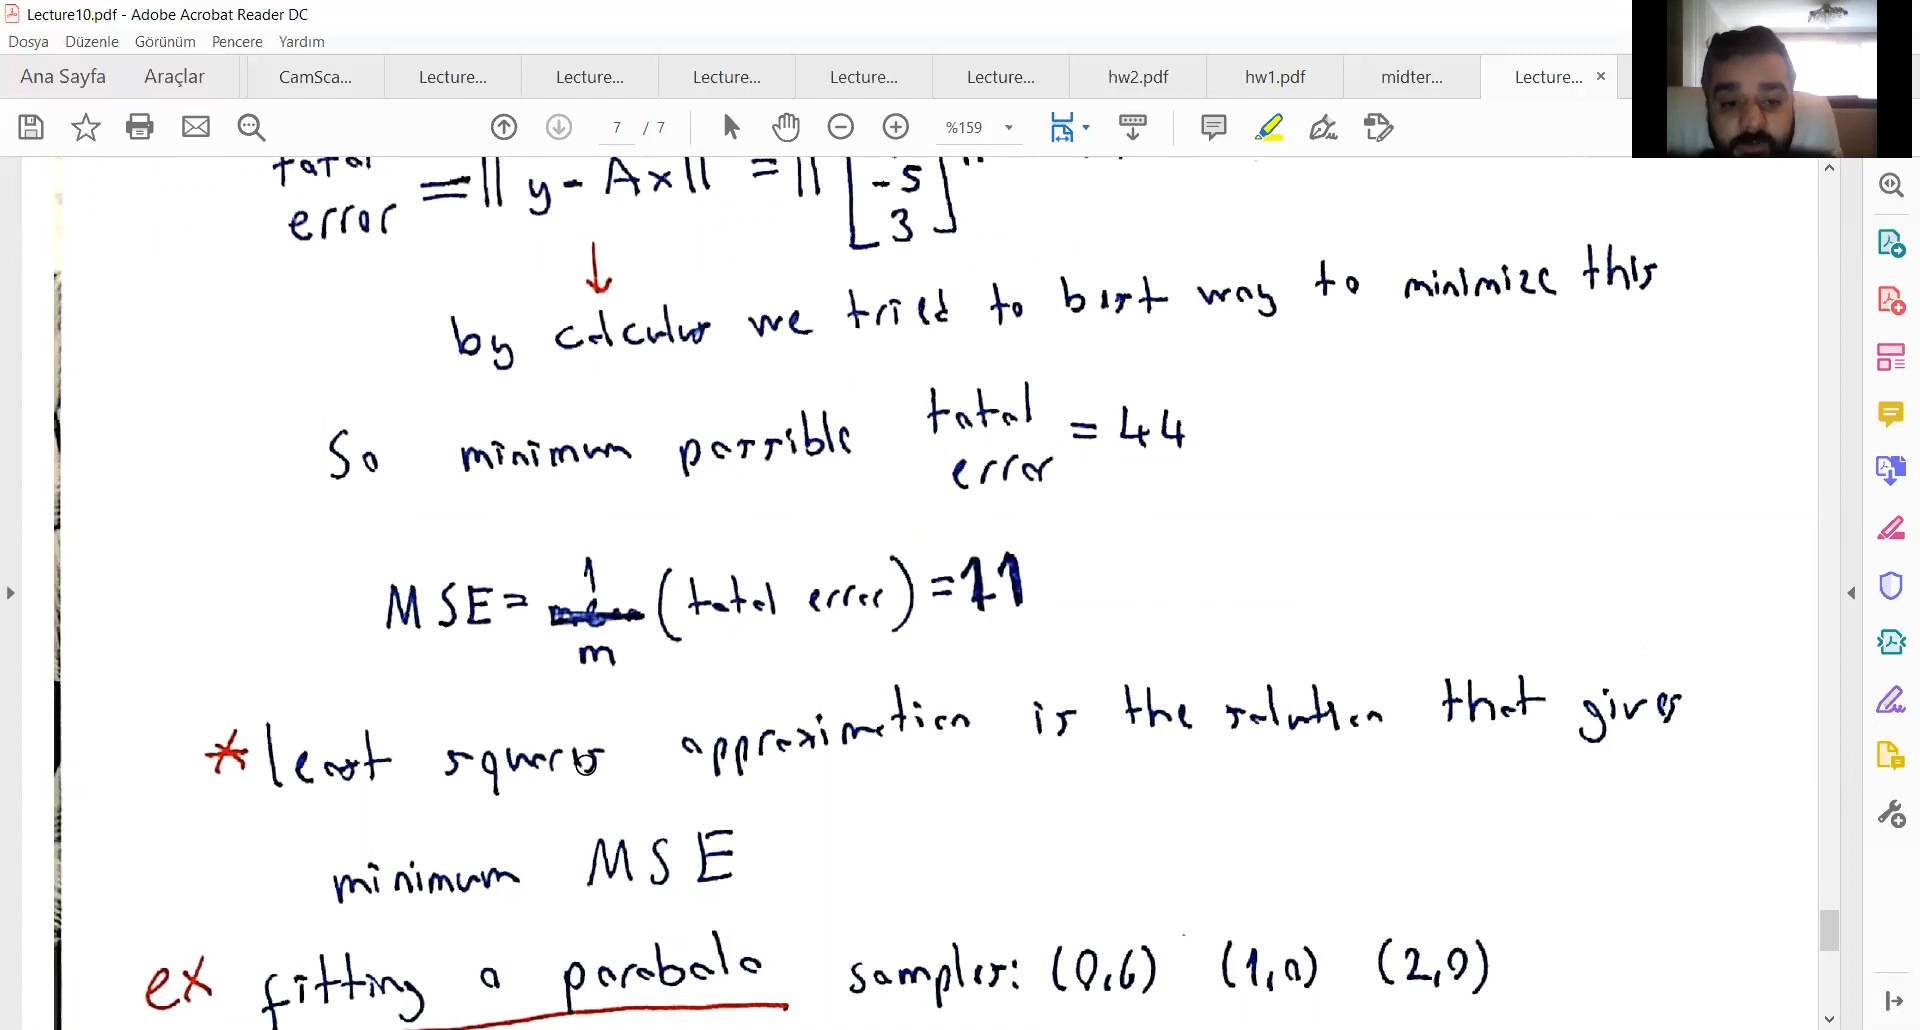 Lecture10.pdf - Adobe Acrobat Reader DC
Dosya Düzenle Görünüm Pencere Yardım
Ana Sayfa Araçlar CamSca... Lecture... Lecture... Lecture... Lecture... Lecture... hw2.pdf hw1.pdf midter... Lecture... ×
7 / 7 %159
total
error = || y - Ax || = || [ -5
3 ] "
by calculus we tried to best way to minimize this
So minimum possible total
error = 44
MSE = 1
m (total error) = 11
* least squares approximation is the solution that gives
minimum MSE
ex fitting a parabola samples: (0,6) (1,0) (2,0)